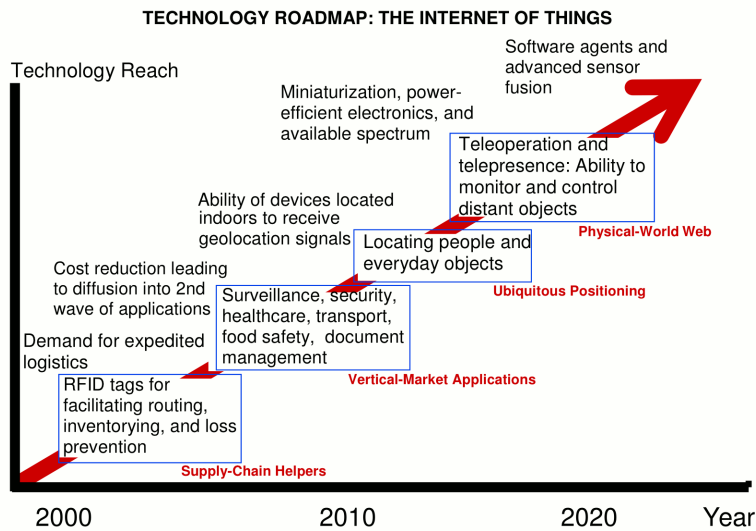 TECHNOLOGY ROADMAP: THE INTERNET OF THINGS
Software agents and
advanced sensor
fusion
Technology Reach
Miniaturization, power-
efficient electronics, and
available spectrum
Teleoperation and
telepresence: Ability to
monitor and control
distant objects
Physical-World Web
Ability of devices located
indoors to receive
geolocation signals
Locating people and
everyday objects
Ubiquitous Positioning
Cost reduction leading
to diffusion into 2nd
wave of applications
Surveillance, security,
healthcare, transport,
food safety, document
management
Vertical-Market Applications
Demand for expedited
logistics
RFID tags for
facilitating routing,
inventorying, and loss
prevention
Supply-Chain Helpers
2000 2010 2020 Year